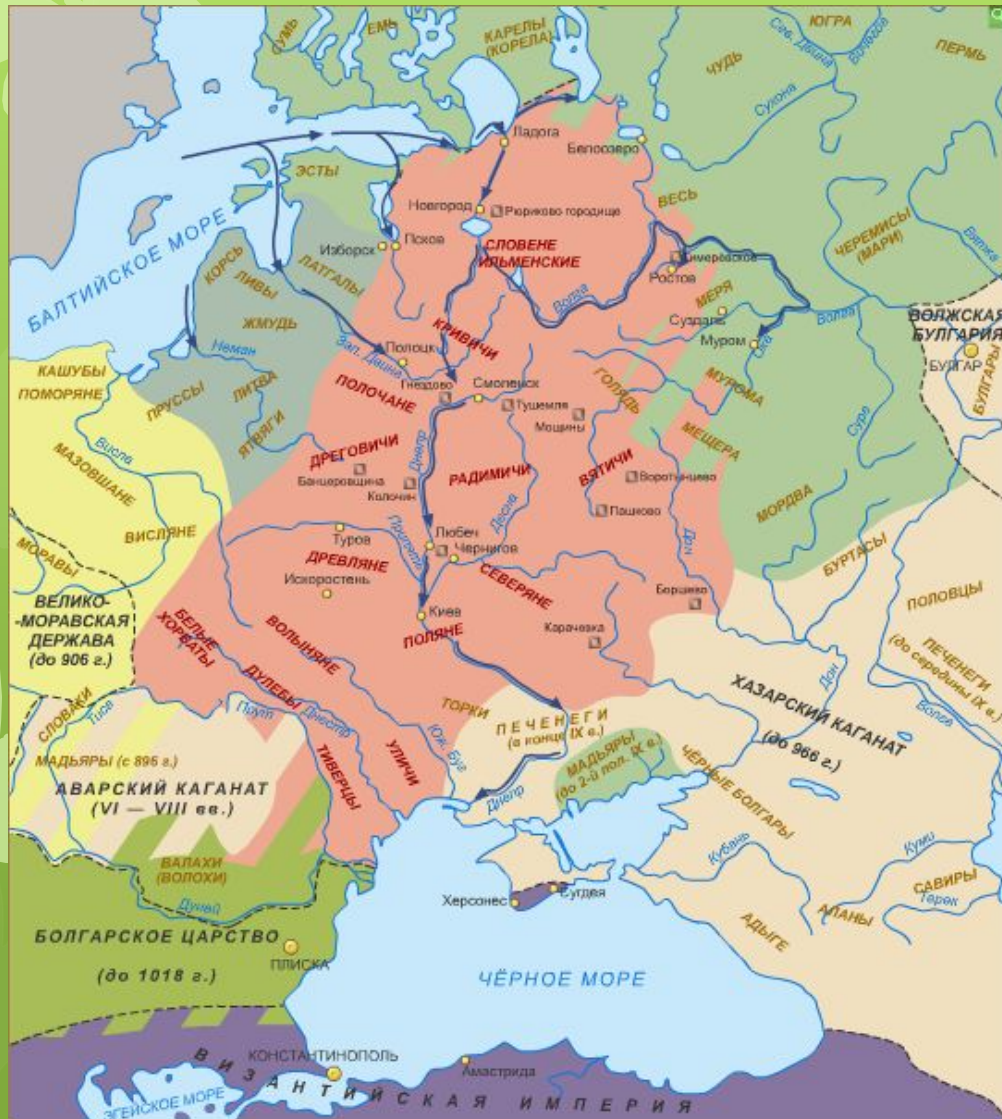 СУМЬ
ЕМЬ
КАРЕЛЫ
(КОРЕЛА)
ЧУДЬ
Сев. Двина
ЮГРА
Вологда
ПЕРМЬ
Сухона
Ладога
Белоозеро
ЭСТЫ
ВЕСЬ
Новгород
Рюриково городище
БАЛТИЙСКОЕ МОРЕ
Изборск
Псков
СЛОВЕНЕ
ИЛЬМЕНСКИЕ
ЧЕРЕМИСЫ
(МАРИ)
Вятка
КОРСЬ
ЛИВЫ
ЛАТГАЛЫ
Ростов
Волга
МЕРЯ
Суздаль
Волга
ВОЛЖСКАЯ
БУЛГАРИЯ
БУЛГАР
БУЛГАРЫ
ЖМУДЬ
Неман
КРИВИЧИ
Муром
Ока
КАШУБЫ
ПОМОРЯНЕ
Полоцк
Зап. Двина
ПРУССЫ
ЛИТВА
ЯТВЯГИ
ПОЛОЧАНЕ
Гнездово
Смоленск
Тушемля
Мощины
ГОЛЯДЬ
МУРОМА
МЕЩЕРА
Сура
Висла
МАЗОВШАНЕ
ДРЕГОВИЧИ
Банцеровщина
Колочин
Днепр
РАДИМИЧИ
ВЯТИЧИ
Воротынцево
Пашково
МОРДВА
ВИСЛЯНЕ
Туров
Припять
Любеч
Чернигов
Десна
Дон
БУРТАСЫ
МОРАВЫ
ДРЕВЛЯНЕ
Искоростень
СЕВЕРЯНЕ
Боршево
ПОЛОВЦЫ
ВЕЛИКО-
-МОРАВСКАЯ
ДЕРЖАВА
(до 906 г.)
БЕЛЫЕ
ХОРВАТЫ
ВОЛЫНЯНЕ
Киев
ПОЛЯНЕ
Карачевка
ПЕЧЕНЕГИ
(до середины IX в.)
СЛОВАКИ
Тиса
ДУЛЕБЫ
Днестр
Прут
ТОРКИ
ПЕЧЕНЕГИ
(в конце IX в.)
Дон
ХАЗАРСКИЙ КАГАНАТ
(до 966 г.)
Волга
МАДЬЯРЫ (с 896 г.)
АВАРСКИЙ КАГАНАТ
(VI — VIII вв.)
ТИВЕРЦЫ
УЛИЧИ
Юж. Буг
МАДЬЯРЫ
(до 2-й пол. IX в.)
Днепр
ЧЁРНЫЕ БОЛГАРЫ
ВАЛАХИ
(ВОЛОХИ)
Дунай
Кубань
Кума
САВИРЫ
Терек
Херсонес
Сугдея
АЛАНЫ
АДЫГЕ
БОЛГАРСКОЕ ЦАРСТВО
(до 1018 г.)
ПЛИСКА
ЧЁРНОЕ МОРЕ
КОНСТАНТИНОПОЛЬ
Амастрида
ВИЗАНТИЙСКАЯ ИМПЕРИЯ
ЭГЕЙСКОЕ МОРЕ